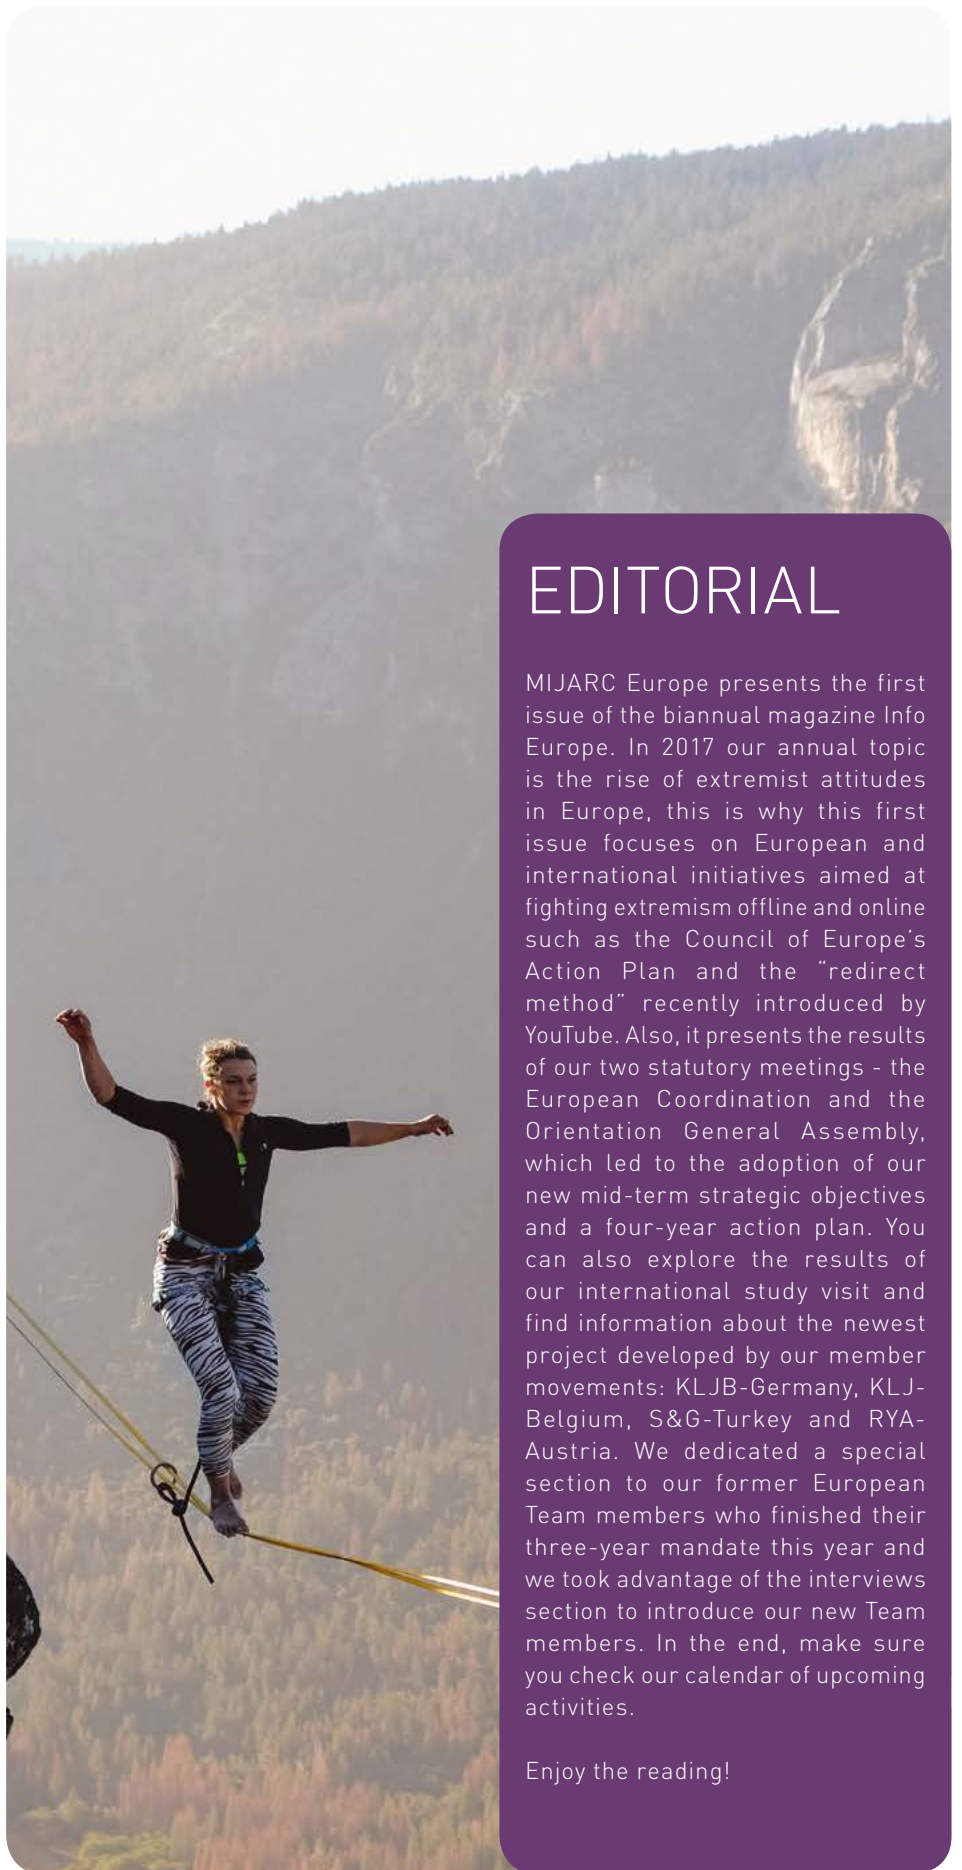 EDITORIAL
MIJARC Europe presents the first
issue of the biannual magazine Info
Europe. In 2017 our annual topic
is the rise of extremist attitudes
in Europe, this is why this first
issue focuses on European and
international initiatives aimed at
fighting extremism offline and online
such as the Council of Europe’s
Action Plan and the “redirect
method” recently introduced by
YouTube. Also, it presents the results
of our two statutory meetings - the
European Coordination and the
Orientation General Assembly,
which led to the adoption of our
new mid-term strategic objectives
and a four-year action plan. You
can also explore the results of
our international study visit and
find information about the newest
project developed by our member
movements: KLJB-Germany, KLJ-
Belgium, S&G-Turkey and RYA-
Austria. We dedicated a special
section to our former European
Team members who finished their
three-year mandate this year and
we took advantage of the interviews
section to introduce our new Team
members. In the end, make sure
you check our calendar of upcoming
activities.
Enjoy the reading!